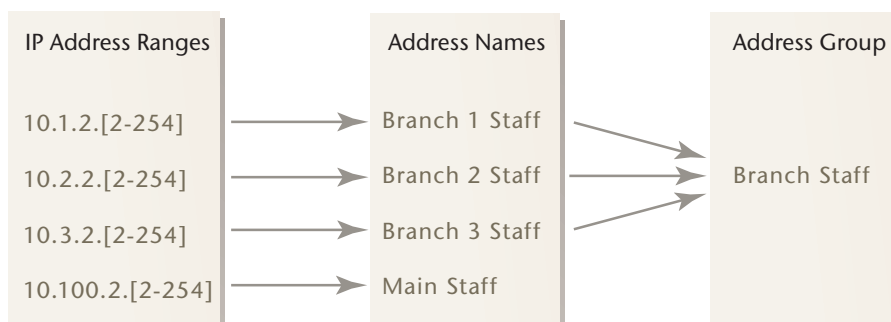 IP Address Ranges
10.1.2.[2-254]
10.2.2.[2-254]
10.3.2.[2-254]
10.100.2.[2-254]
Address Names
Branch 1 Staff
Branch 2 Staff
Branch 3 Staff
Main Staff
Address Group
Branch Staff